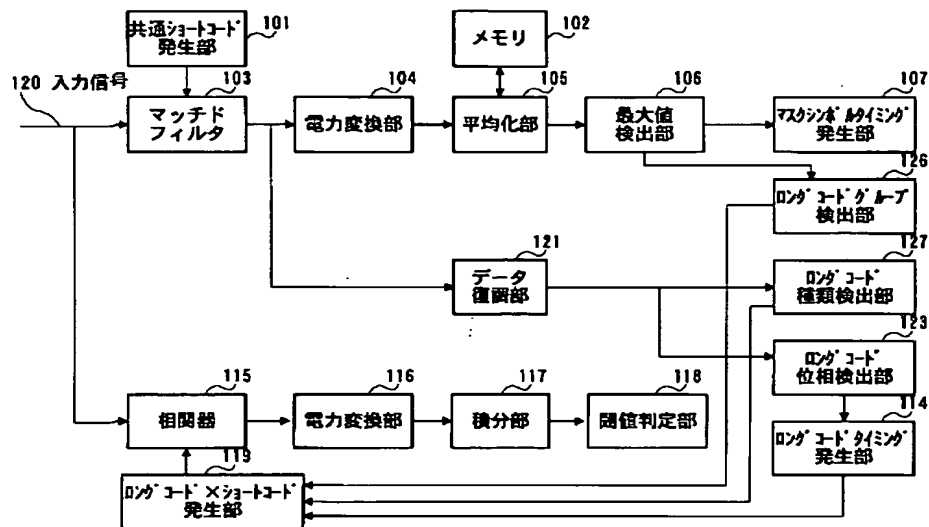 101
共通ショートコード
発生部
102
メモリ
120 入力信号
103
マッチド
フィルタ
104
電力変換部
105
平均化部
106
最大値
検出部
107
マスクシンボルタイミング
発生部
126
ロングコードグループ
検出部
121
データ
復調部
127
ロングコード
種類検出部
123
ロングコード
位相検出部
115
相関器
116
電力変換部
117
積分部
118
閾値判定部
114
ロングコードタイミング
発生部
119
ロングコード×ショートコード
発生部